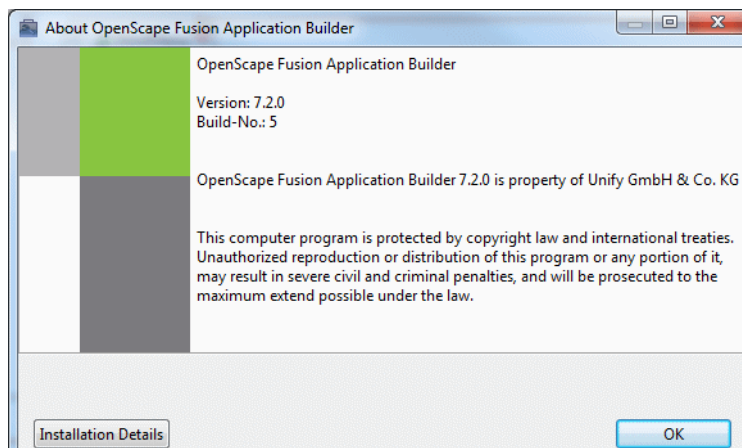 About OpenScape Fusion Application Builder
OpenScape Fusion Application Builder
Version: 7.2.0
Build-No.: 5
OpenScape Fusion Application Builder 7.2.0 is property of Unify GmbH & Co. KG
This computer program is protected by copyright law and international treaties.
Unauthorized reproduction or distribution of this program or any portion of it,
may result in severe civil and criminal penalties, and will be prosecuted to the
maximum extend possible under the law.
Installation Details
OK